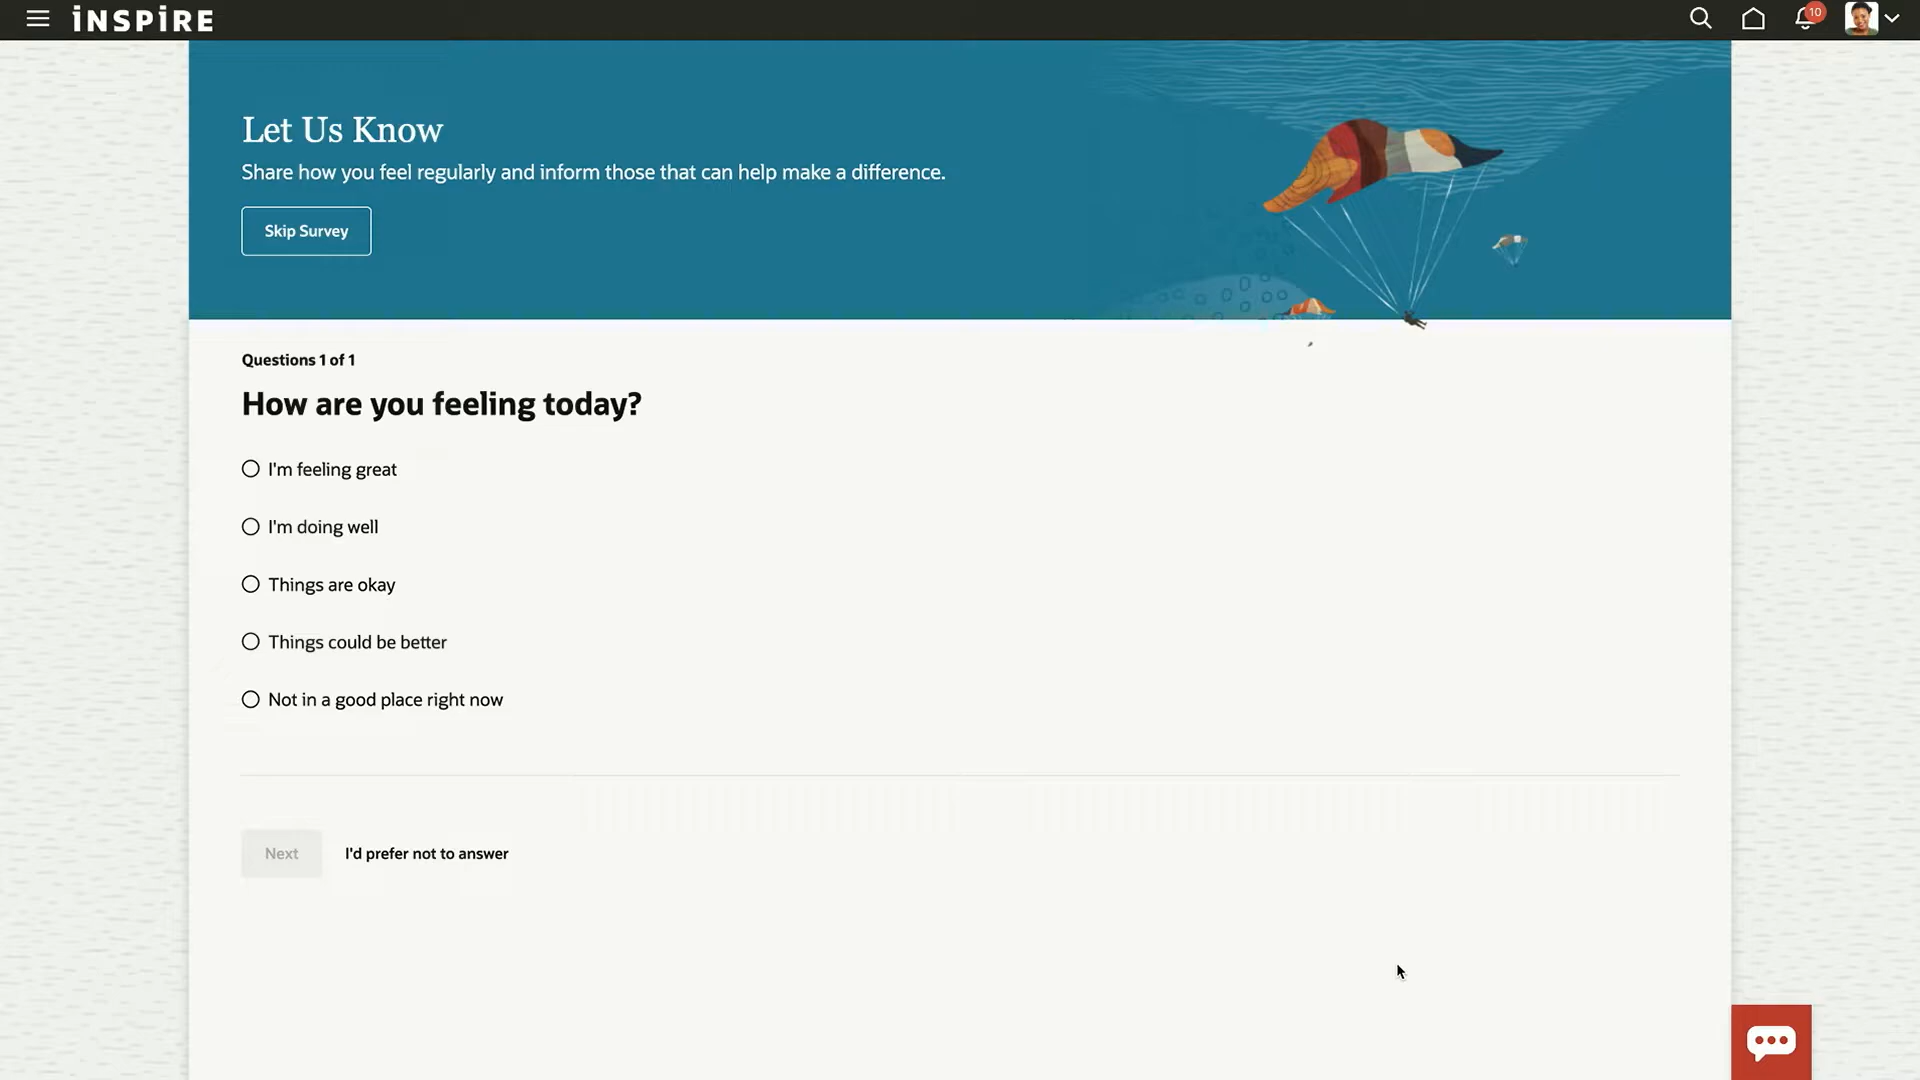 iNSPiRE
10
Let Us Know
Share how you feel regularly and inform those that can help make a difference.
Skip Survey
Questions 1 of 1
How are you feeling today?
I'm feeling great
I'm doing well
Things are okay
Things could be better
Not in a good place right now
Next
I'd prefer not to answer